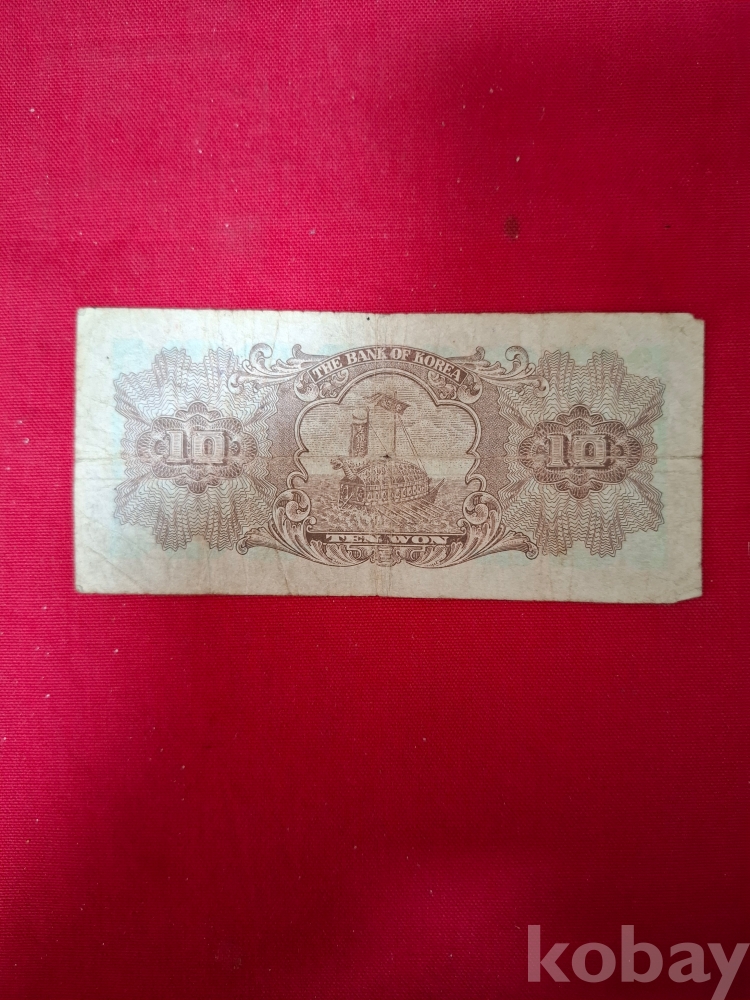 THE BANK OF KOREA
10 10
TEN WON
kobay